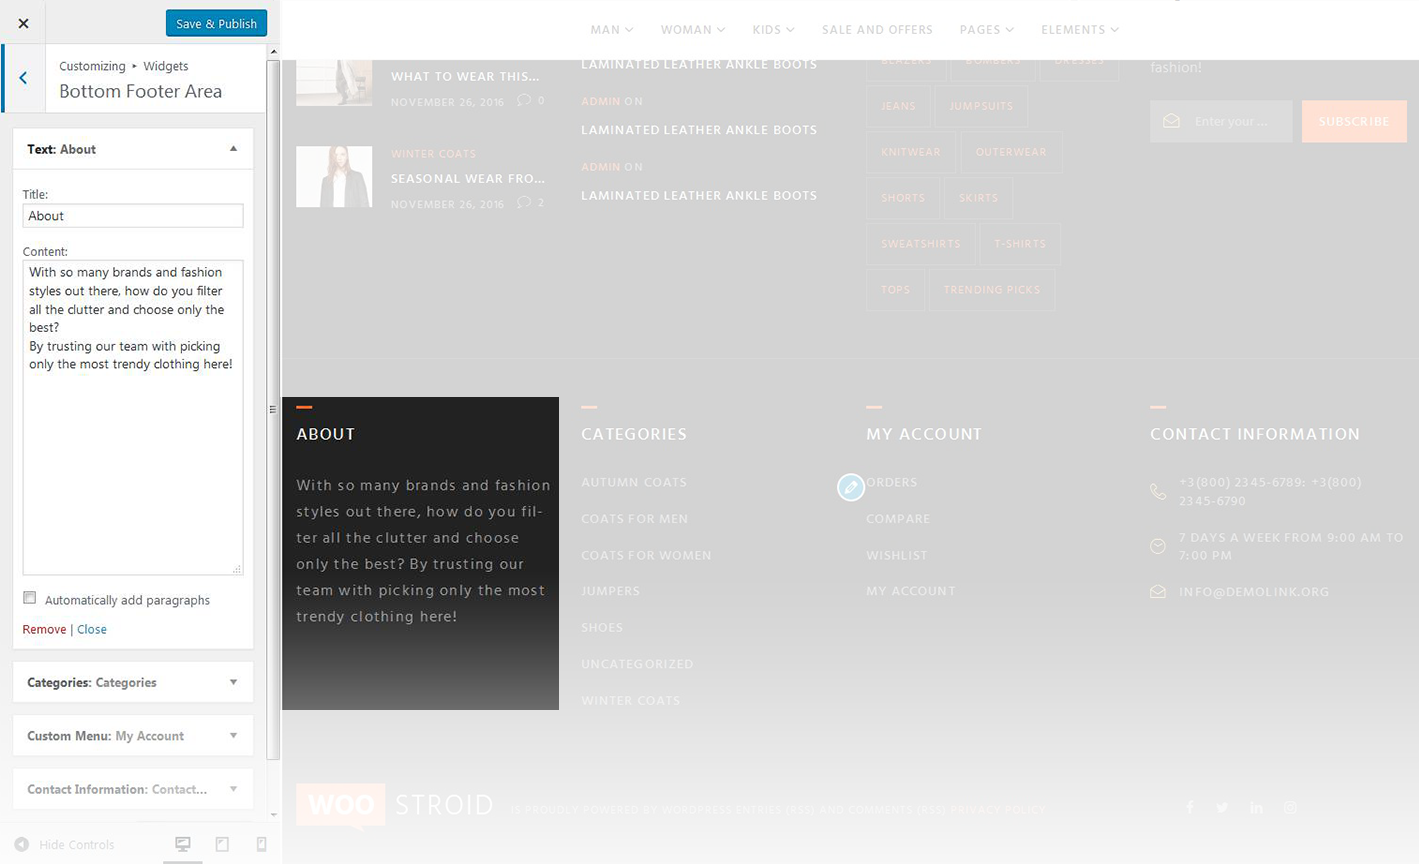 Save & Publish
Customizing ▸ Widgets
Bottom Footer Area
Text: About
Title:
About
Content:
With so many brands and fashion
styles out there, how do you filter
all the clutter and choose only the
best?
By trusting our team with picking
only the most trendy clothing here!
Automatically add paragraphs
Remove | Close
Categories: Categories
Custom Menu: My Account
Contact Information: Contact...
Hide Controls
MAN
WOMAN
KIDS
SALE AND OFFERS
PAGES
ELEMENTS
WHAT TO WEAR THIS...
NOVEMBER 26, 2016 0
WINTER COATS
SEASONAL WEAR FRO...
NOVEMBER 26, 2016 2
LAMINATED LEATHER ANKLE BOOTS
ADMIN ON
LAMINATED LEATHER ANKLE BOOTS
ADMIN ON
LAMINATED LEATHER ANKLE BOOTS
BLAZERS
BOMBERS
DRESSES
JEANS
JUMPSUITS
KNITWEAR
OUTERWEAR
SHORTS
SKIRTS
SWEATSHIRTS
T-SHIRTS
TOPS
TRENDING PICKS
fashion!
Enter your ...
SUBSCRIBE
ABOUT
With so many brands and fashion
styles out there, how do you fil-
ter all the clutter and choose
only the best? By trusting our
team with picking only the most
trendy clothing here!
CATEGORIES
AUTUMN COATS
COATS FOR MEN
COATS FOR WOMEN
JUMPERS
SHOES
UNCATEGORIZED
WINTER COATS
MY ACCOUNT
ORDERS
COMPARE
WISHLIST
MY ACCOUNT
CONTACT INFORMATION
+3(800) 2345-6789; +3(800)
2345-6790
7 DAYS A WEEK FROM 9:00 AM TO
7:00 PM
INFO@DEMOLINK.ORG
WOO STROID
IS PROUDLY POWERED BY WORDPRESS ENTRIES (RSS) AND COMMENTS (RSS) PRIVACY POLICY